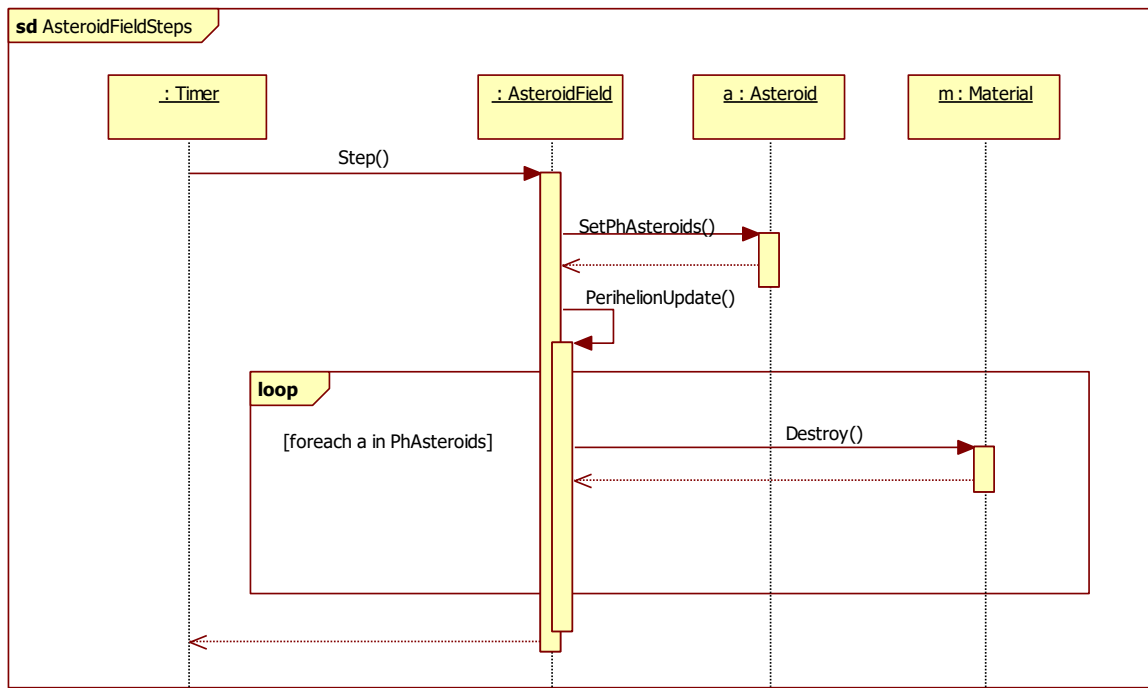 sd AsteroidFieldSteps
: Timer
: AsteroidField
a : Asteroid
m : Material
Step()
SetPhAsteroids()
PerihelionUpdate()
loop
[foreach a in PhAsteroids]
Destroy()